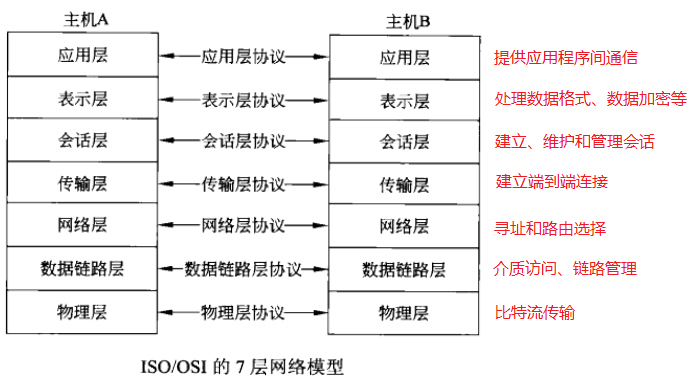 主机A 主机B
应用层 应用层协议 应用层 提供应用程序间通信
表示层 表示层协议 表示层 处理数据格式、数据加密等
会话层 会话层协议 会话层 建立、维护和管理会话
传输层 传输层协议 传输层 建立端到端连接
网络层 网络层协议 网络层 寻址和路由选择
数据链路层 数据链路层协议 数据链路层 介质访问、链路管理
物理层 物理层协议 物理层 比特流传输
ISO/OSI 的 7 层网络模型